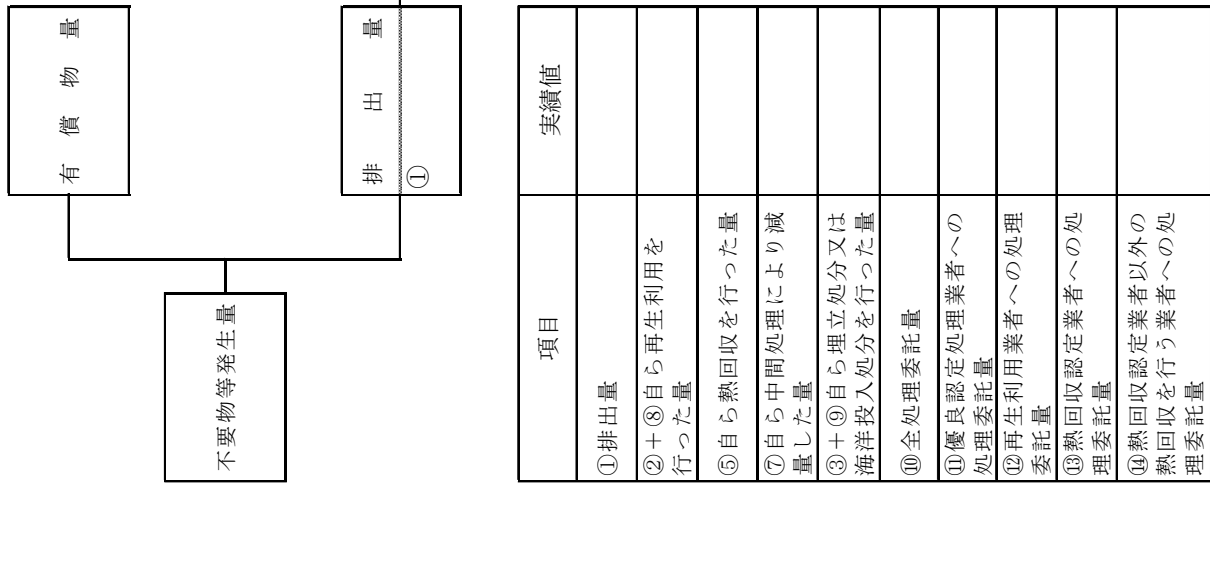 有償物量
不要物等発生量
排出量
①
項目
実績値
①排出量
②＋⑧自ら再生利用を
行った量
⑤自ら熱回収を行った量
⑦自ら中間処理により減
量した量
③＋⑨自ら埋立処分又は
海洋投入処分を行った量
⑩全処理委託量
⑪優良認定処理業者への
処理委託量
⑫再生利用業者への処理
委託量
⑬熱回収認定業者への処
理委託量
⑭熱回収認定業者以外の
熱回収を行う業者への処
理委託量